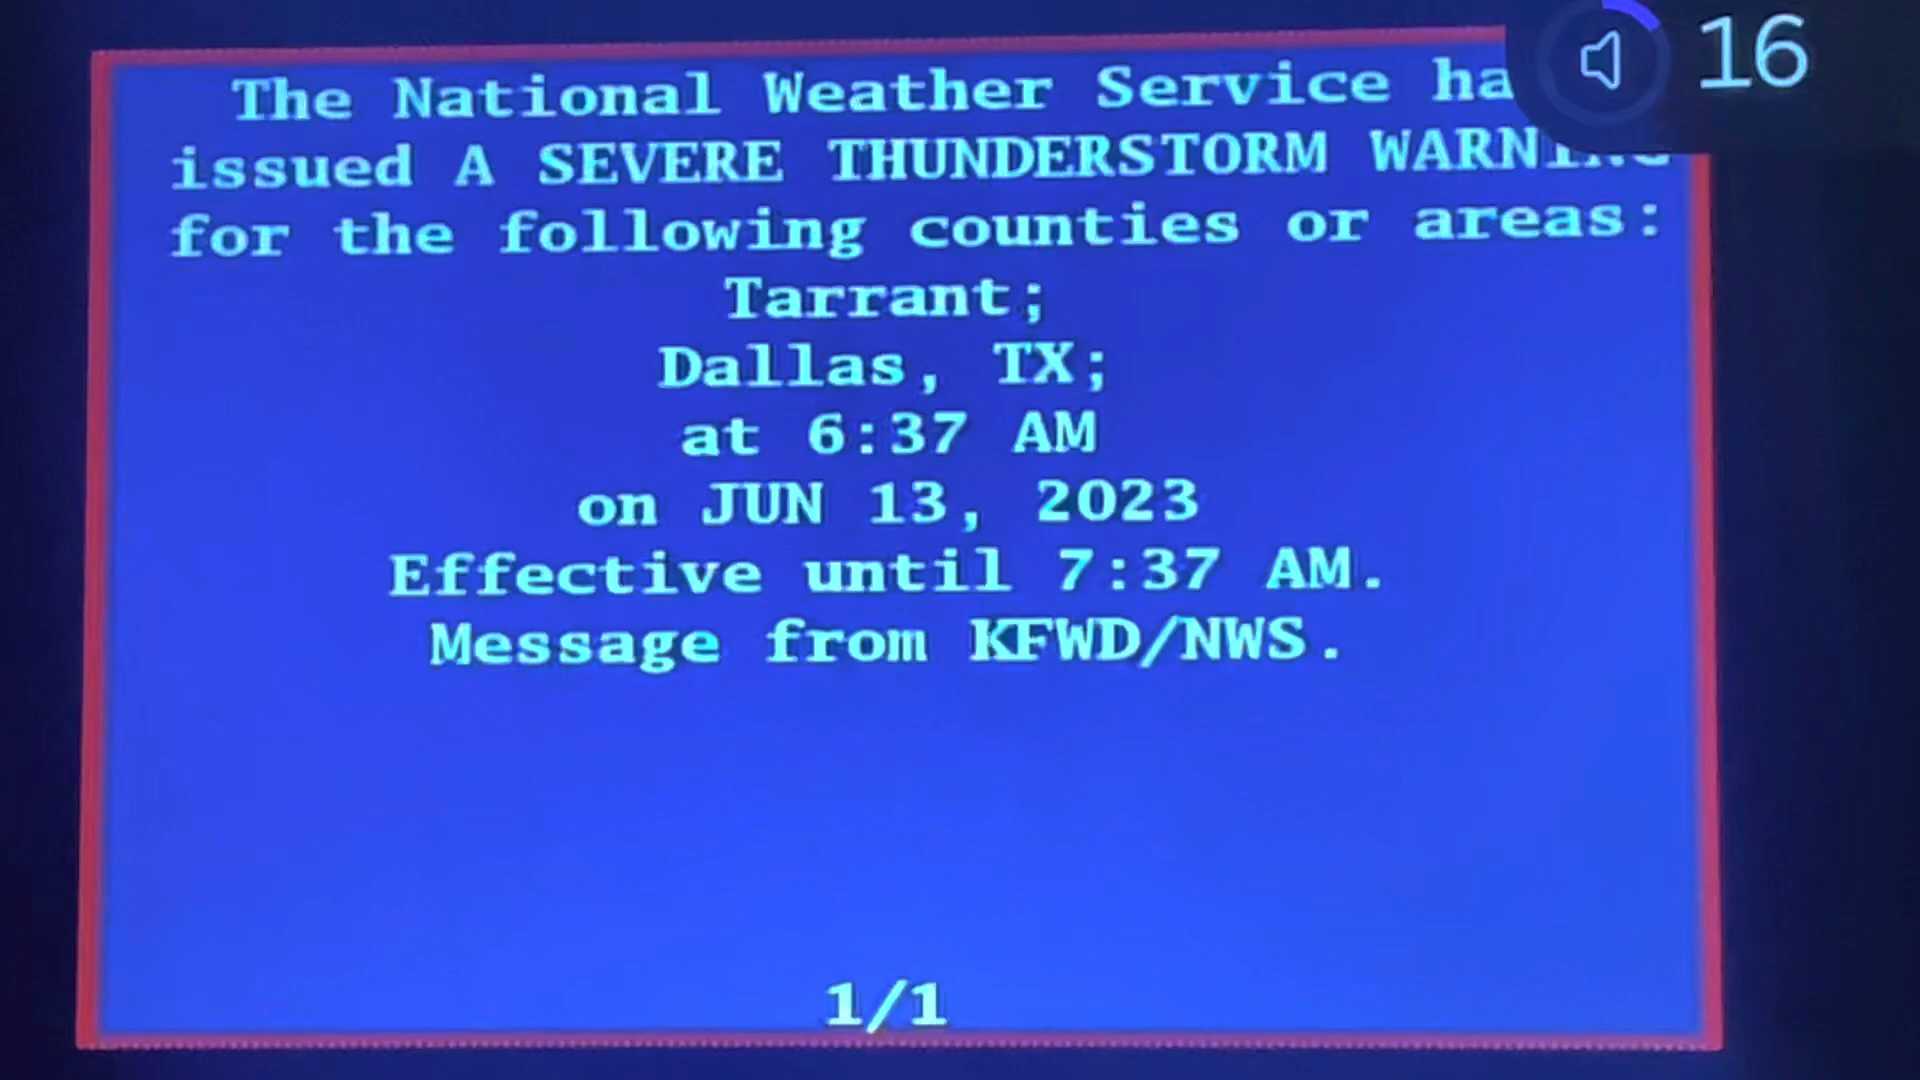 The National Weather Service ha
16
issued A SEVERE THUNDERSTORM WARNING
for the following counties or areas:
Tarrant;
Dallas, TX;
at 6:37 AM
on JUN 13, 2023
Effective until 7:37 AM.
Message from KFWD/NWS.
1/1